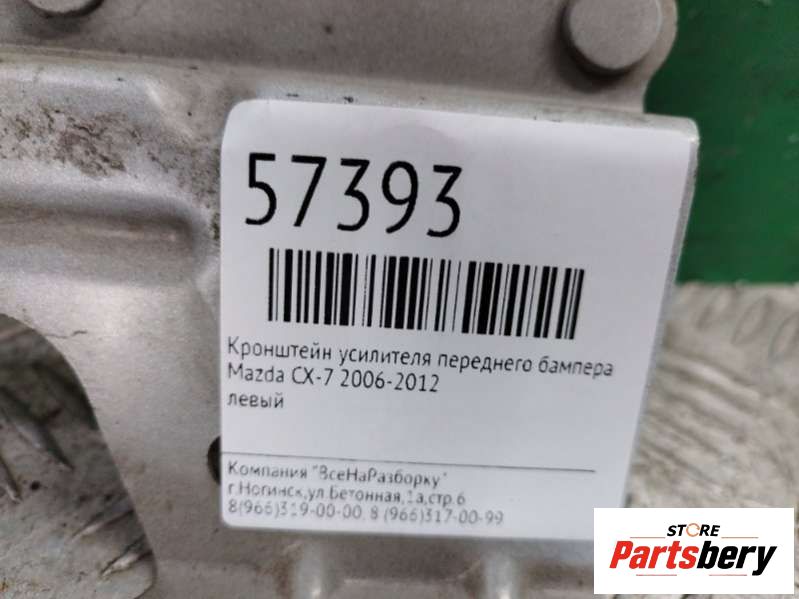 57393
Кронштейн усилителя переднего бампера
Mazda CX-7 2006-2012
левый
Компания "ВсеНаРазборку"
г.Ногинск,ул.Бетонная,1а,стр.6
8(966)319-00-00, 8 (966)317-00-99
STORE
Partsbery